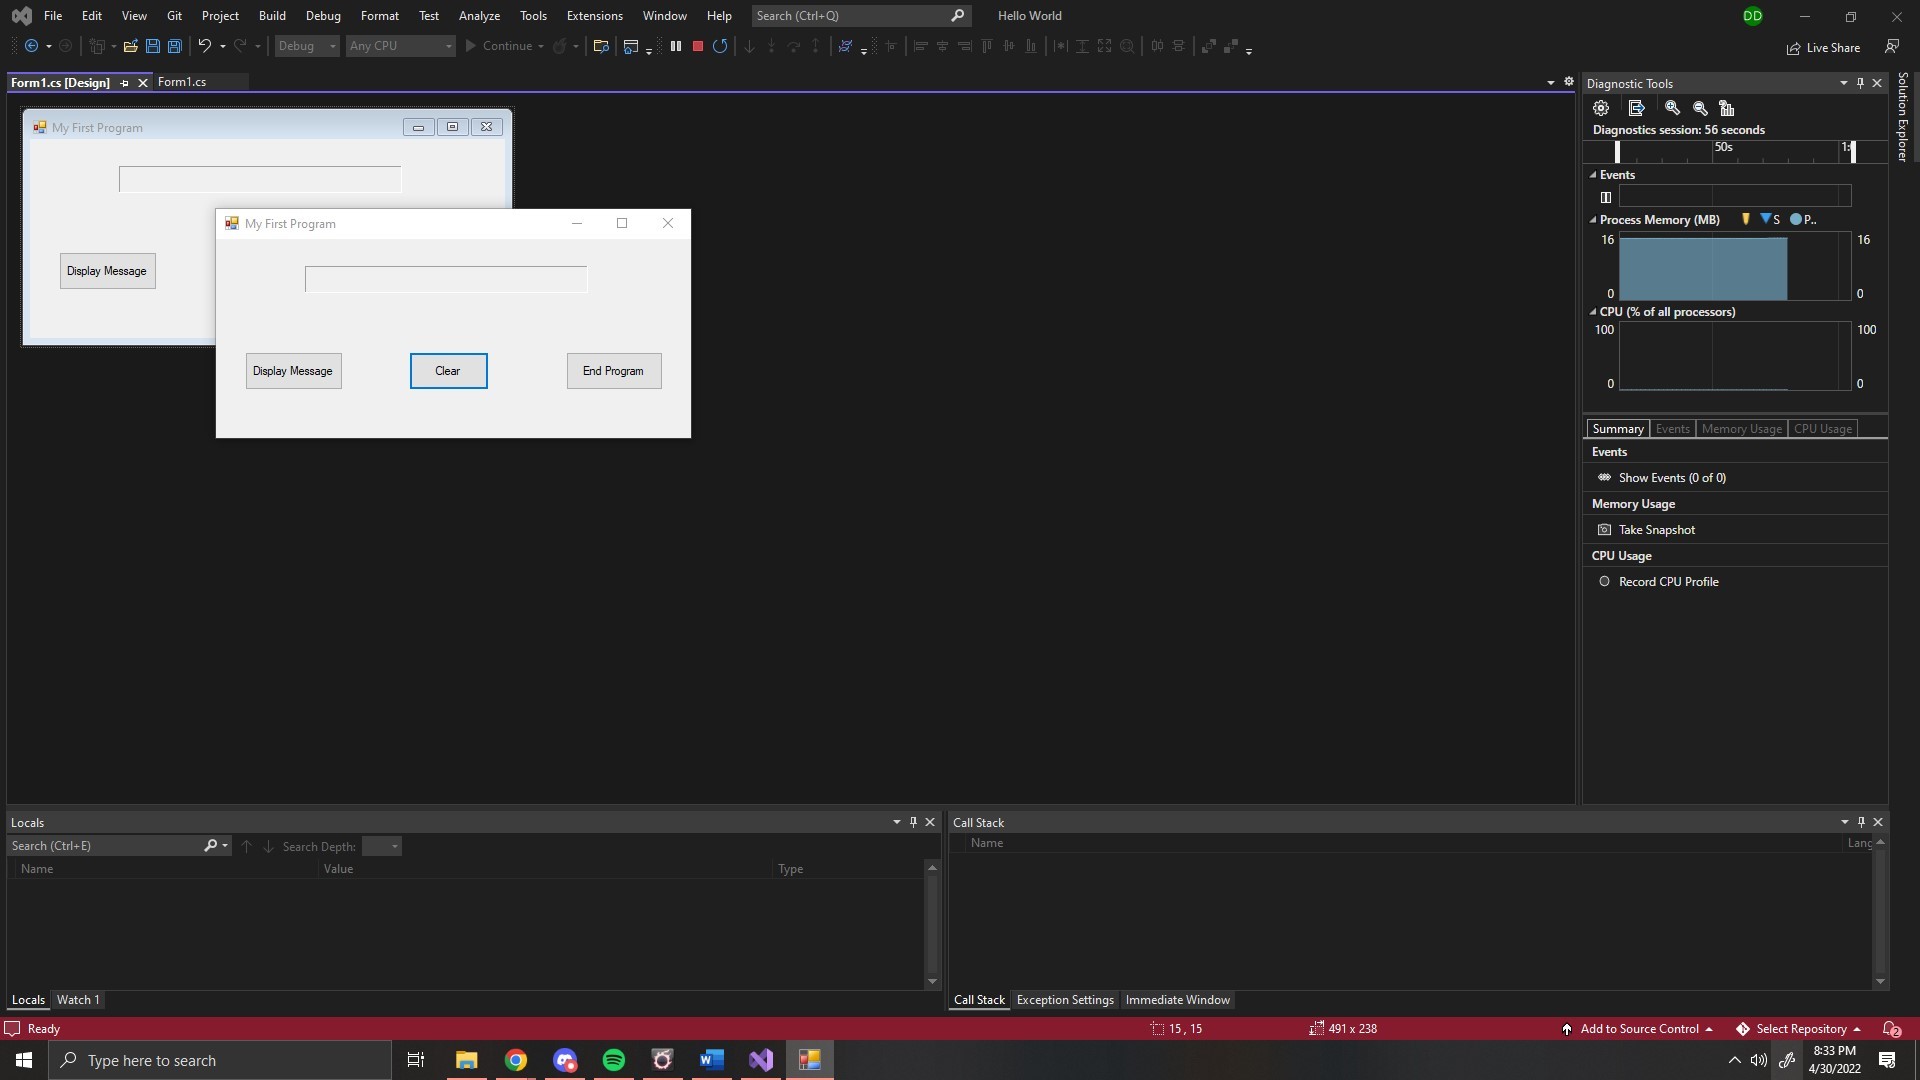 File Edit View Git Project Build Debug Format Test Analyze Tools Extensions Window Help Search (Ctrl+Q) Hello World DD
Debug Any CPU Continue Live Share
Form1.cs [Design] Form1.cs
My First Program
Display Message
My First Program
Display Message Clear End Program
Diagnostic Tools
Diagnostics session: 56 seconds
50s
Events
Process Memory (MB) S P..
16 16
0 0
CPU (% of all processors)
100 100
0 0
Summary Events Memory Usage CPU Usage
Events
Show Events (0 of 0)
Memory Usage
Take Snapshot
CPU Usage
Record CPU Profile
Solution Explorer
Locals
Search (Ctrl+E) Search Depth:
Name Value Type
Locals Watch 1
Call Stack
Name Lang
Call Stack Exception Settings Immediate Window
Ready 15 , 15 491 x 238 Add to Source Control Select Repository 2
Type here to search
8:33 PM
4/30/2022